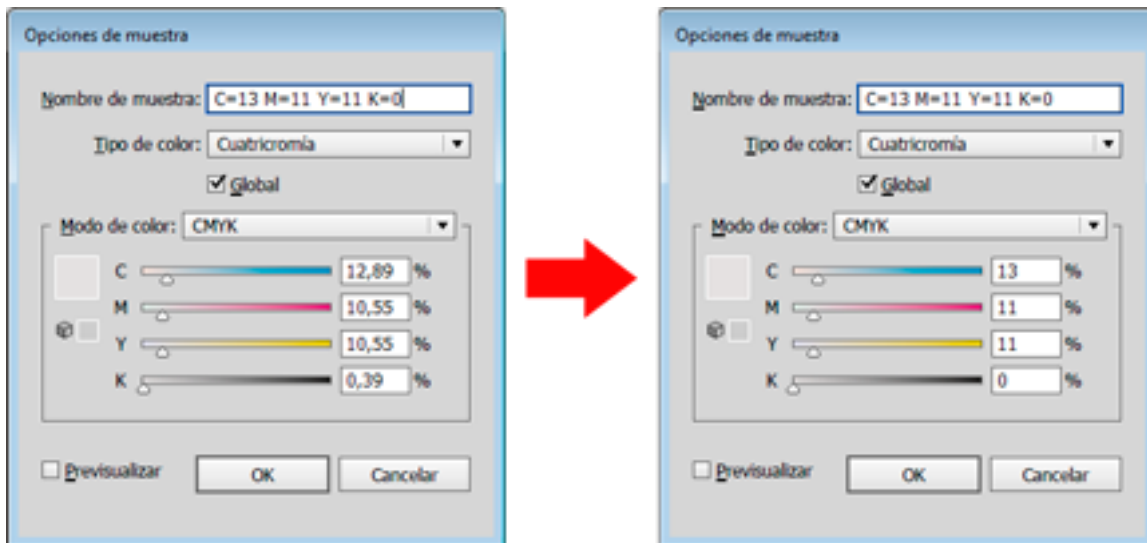 Opciones de muestra
Nombre de muestra: C=13 M=11 Y=11 K=0
Tipo de color: Cuatricromía
Global
Modo de color: CMYK
C 12,89 %
M 10,55 %
Y 10,55 %
K 0,39 %
Previsualizar OK Cancelar
Opciones de muestra
Nombre de muestra: C=13 M=11 Y=11 K=0
Tipo de color: Cuatricromía
Global
Modo de color: CMYK
C 13 %
M 11 %
Y 11 %
K 0 %
Previsualizar OK Cancelar